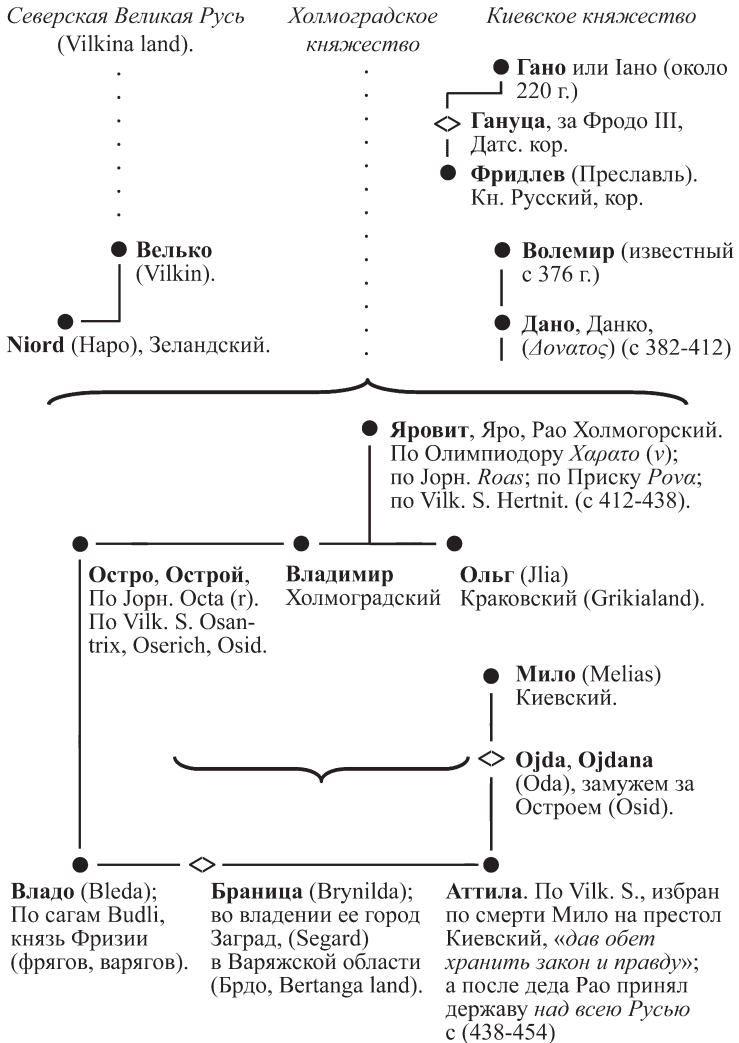 Северская Великая Русь
(Vilkina land).
Холмоградское
княжество
Киевское княжество
Гано или Iано (около
220 г.)
Гануца, за Фродо III,
Датс. кор.
Фридлев (Преславль).
Кн. Русский, кор.
Велько
(Vilkin).
Niord (Наро), Зеландский.
Волемир (известный
с 376 г.)
Дано, Данко,
(Δονατος) (с 382-412)
Яровит, Яро, Рао Холмогорский.
По Олимпиодору Χαρατο (ν);
по Jорн. Roas; по Приску Ρονα;
по Vilk. S. Hertnit. (с 412-438).
Остро, Острой,
По Jорн. Octa (r).
По Vilk. S. Osan-
trix, Oserich, Osid.
Владимир
Холмоградский
Ольг (Jlia)
Краковский (Grikialand).
Мило (Melias)
Киевский.
Ojda, Ojdana
(Oda), замужем за
Остроем (Osid).
Владо (Bleda);
По сагам Budli,
князь Фризии
(фрягов, варягов).
Браница (Brynilda);
во владении ее город
Заград, (Segard)
в Варяжской области
(Брдо, Bertanga land).
Аттила. По Vilk. S., избран
по смерти Мило на престол
Киевский, «дав обет
хранить закон и правду»;
а после деда Рао принял
державу над всею Русью
с (438-454)